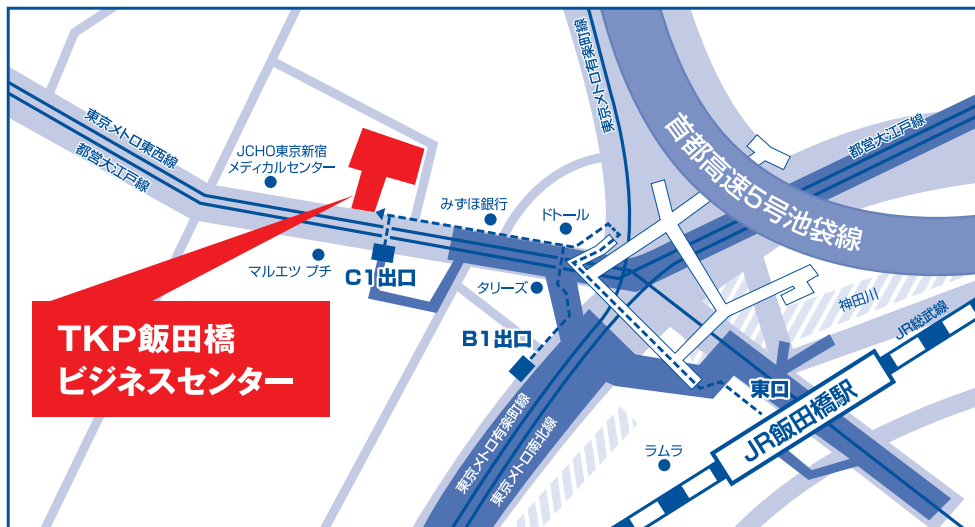 東京メトロ東西線
都営大江戸線
JCHO東京新宿
メディカルセンター
みずほ銀行
ドトール
東京メトロ有楽町線
首都高速5号池袋線
都営大江戸線
マルエツ プチ
C1出口
タリーズ
B1出口
神田川
JR総武線
TKP飯田橋
ビジネスセンター
東口
JR飯田橋駅
東京メトロ有楽町線
東京メトロ南北線
ラムラ